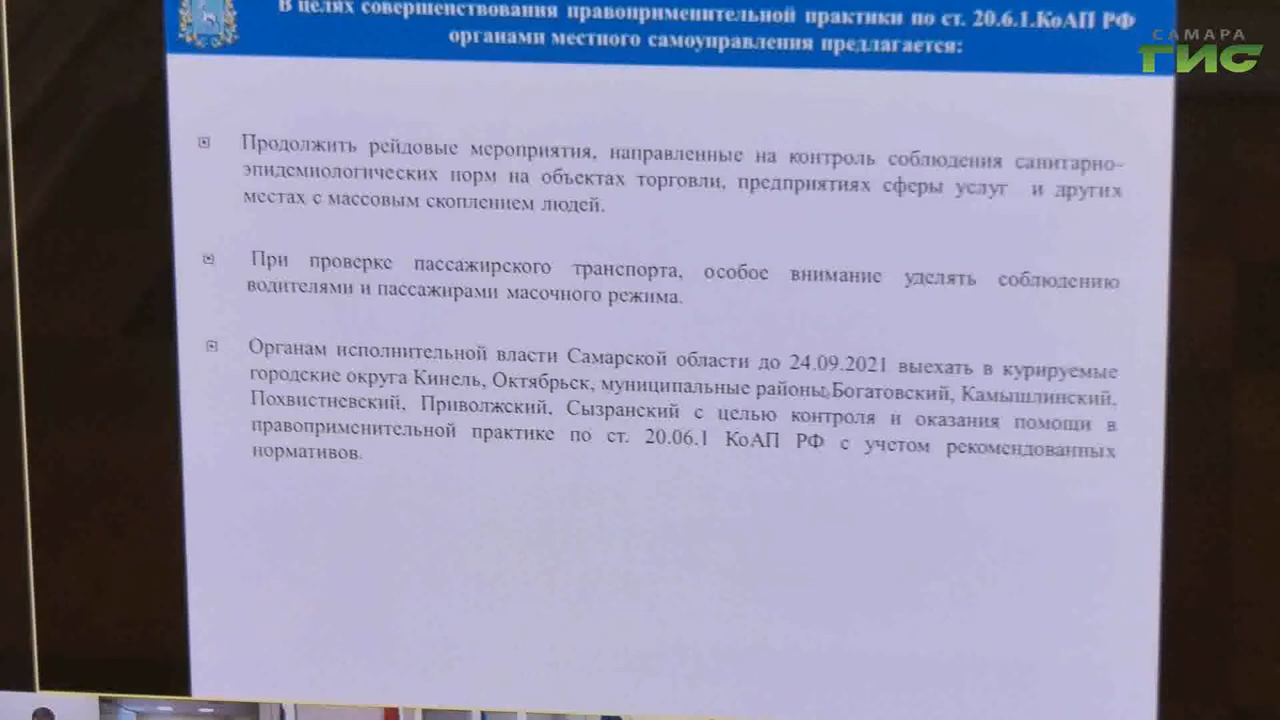 В целях совершенствования правоприменительной практики по ст. 20.6.1.КоАП РФ
органами местного самоуправления предлагается:
САМАРА
ГИС
Продолжить рейдовые мероприятия, направленные на контроль соблюдения санитарно-
эпидемиологических норм на объектах торговли, предприятиях сферы услуг и других
местах с массовым скоплением людей.
При проверке пассажирского транспорта, особое внимание уделять соблюдению
водителями и пассажирами масочного режима.
Органам исполнительной власти Самарской области до 24.09.2021 выехать в курируемые
городские округа Кинель, Октябрьск, муниципальные районы,Богатовский, Камышлинский,
Похвистневский, Приволжский, Сызранский с целью контроля и оказания помощи в
правоприменительной практике по ст. 20.06.1 КоАП РФ с учетом рекомендованных
нормативов.